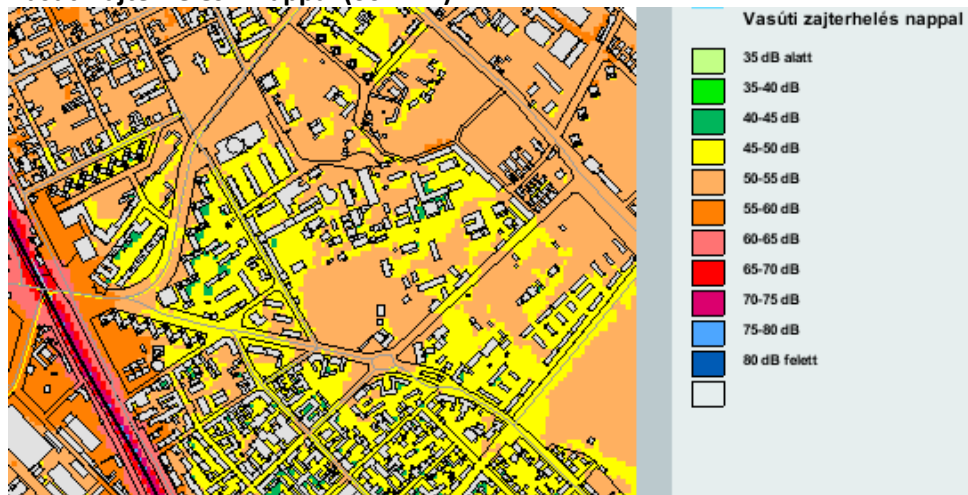 Vasúti zajterhelés nappal
35 dB alatt
35-40 dB
40-45 dB
45-50 dB
50-55 dB
55-60 dB
60-65 dB
65-70 dB
70-75 dB
75-80 dB
80 dB felett